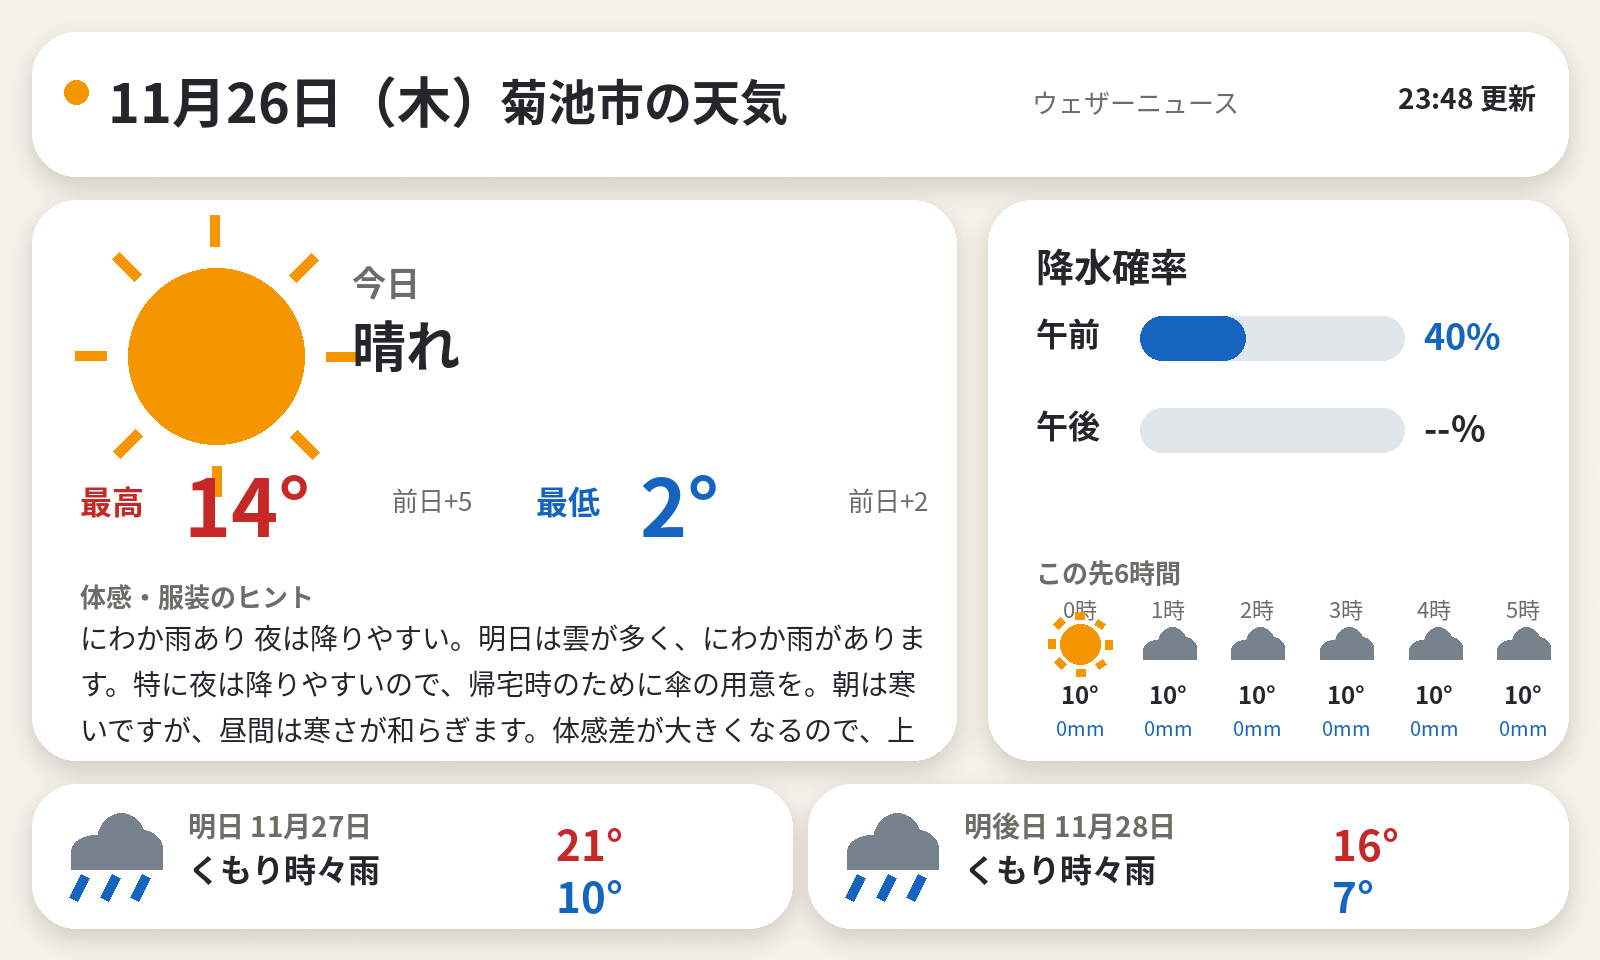 11月26日（木）菊池市の天気
ウェザーニュース
23:48 更新
今日
晴れ
最高 14° 前日+5 最低 2° 前日+2
体感・服装のヒント
にわか雨あり 夜は降りやすい。明日は雲が多く、にわか雨がありま
す。特に夜は降りやすいので、帰宅時のために傘の用意を。朝は寒
いですが、昼間は寒さが和らぎます。体感差が大きくなるので、上
降水確率
午前 40%
午後 --%
この先6時間
0時 1時 2時 3時 4時 5時
10° 10° 10° 10° 10° 10°
0mm 0mm 0mm 0mm 0mm 0mm
明日 11月27日
くもり時々雨
21°
10°
明後日 11月28日
くもり時々雨
16°
7°